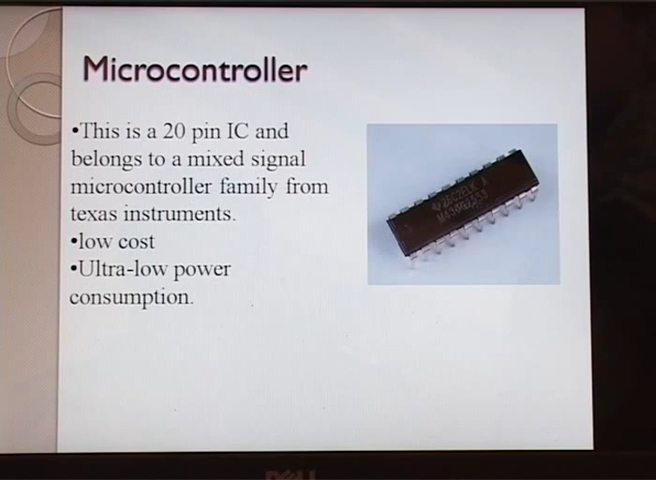 Microcontroller
•This is a 20 pin IC and
belongs to a mixed signal
microcontroller family from
texas instruments.
•low cost
•Ultra-low power
consumption.
DELL